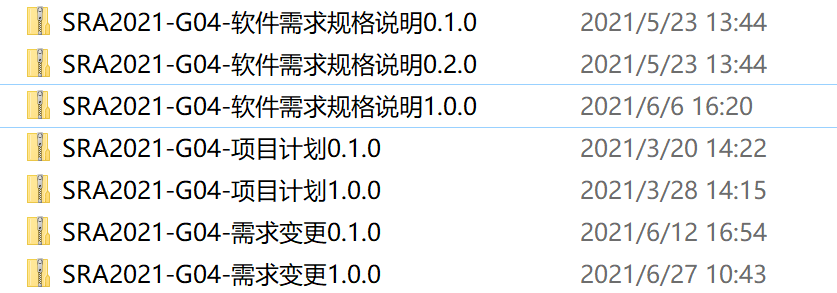 SRA2021-G04-软件需求规格说明0.1.0 2021/5/23 13:44
SRA2021-G04-软件需求规格说明0.2.0 2021/5/23 13:44
SRA2021-G04-软件需求规格说明1.0.0 2021/6/6 16:20
SRA2021-G04-项目计划0.1.0 2021/3/20 14:22
SRA2021-G04-项目计划1.0.0 2021/3/28 14:15
SRA2021-G04-需求变更0.1.0 2021/6/12 16:54
SRA2021-G04-需求变更1.0.0 2021/6/27 10:43